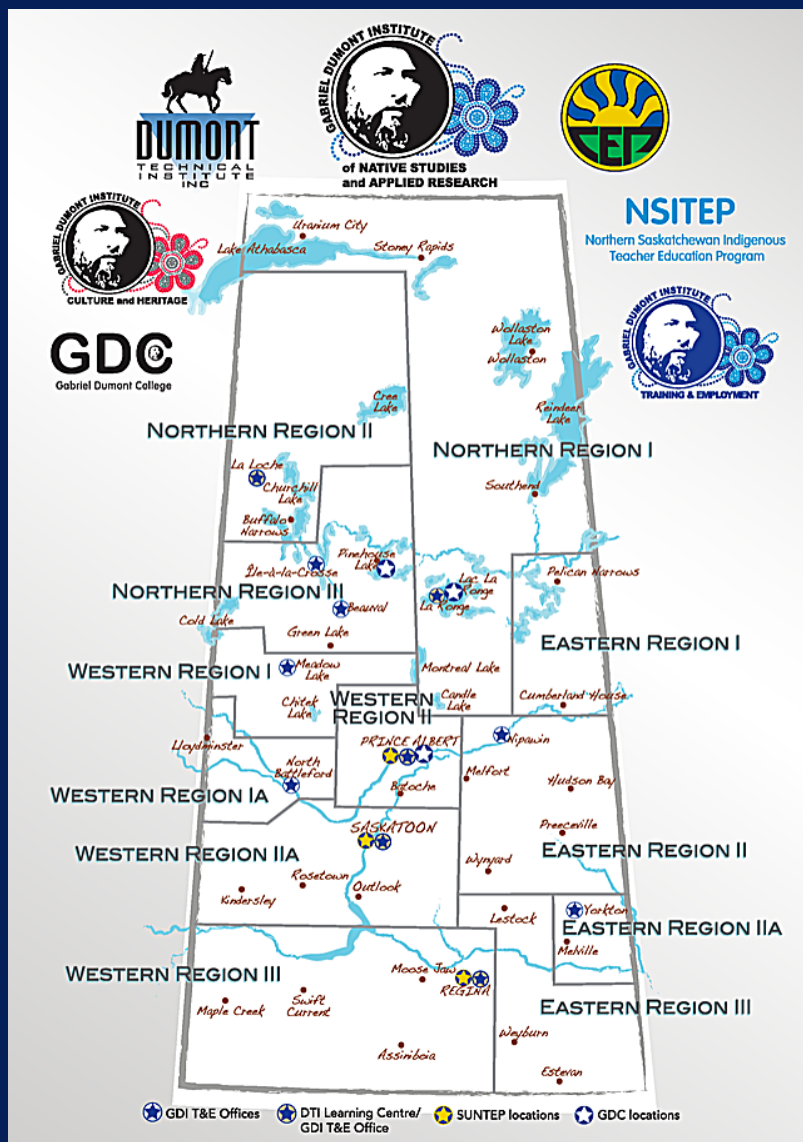 DUMONT
TECHNICAL
INSTITUTE
INC
GABRIEL DUMONT INSTITUTE
of NATIVE STUDIES
and APPLIED RESEARCH
GABRIEL DUMONT INSTITUTE
CULTURE and HERITAGE
NSITEP
Northern Saskatchewan Indigenous
Teacher Education Program
GDC
Gabriel Dumont College
GABRIEL DUMONT INSTITUTE
TRAINING & EMPLOYMENT
Uranium City
Lake Athabasca
Stoney Rapids
Wollaston
Lake
Wollaston
Cree
Lake
Reindeer
Lake
NORTHERN REGION II
NORTHERN REGION I
La Loche
Churchill
Lake
Southend
Buffalo
Narrows
Pinehouse
Lake
Île-à-la-Crosse
Lac La
Ronge
Pelican Narrows
NORTHERN REGION III
Beauval
La Ronge
Cold Lake
Green Lake
EASTERN REGION I
WESTERN REGION I
Meadow
Lake
Montreal Lake
Chitek
Lake
WESTERN
REGION II
Candle
Lake
Cumberland House
Lloydminster
PRINCE ALBERT
Nipawin
North
Battleford
Melfort
Hudson Bay
Batoche
WESTERN REGION IA
SASKATOON
Preeceville
WESTERN REGION IIA
EASTERN REGION II
Wynyard
Rosetown
Outlook
Kindersley
Lestock
Yorkton
EASTERN REGION IIA
Melville
WESTERN REGION III
Moose Jaw
REGINA
Maple Creek
Swift
Current
EASTERN REGION III
Weyburn
Assiniboia
Estevan
GDI T&E Offices
DTI Learning Centre/
GDI T&E Office
SUNTEP locations
GDC locations